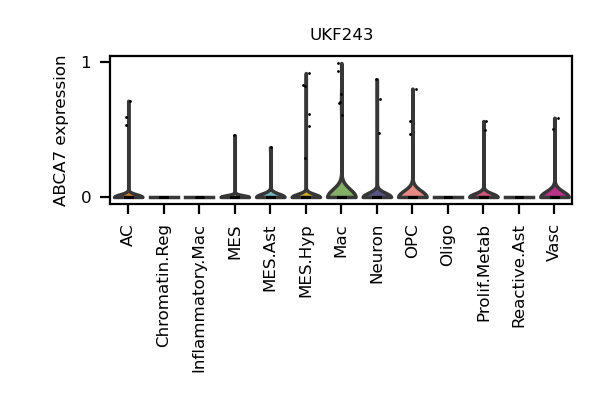 UKF243
ABCA7 expression
1
0
AC
Chromatin.Reg
Inflammatory.Mac
MES
MES.Ast
MES.Hyp
Mac
Neuron
OPC
Oligo
Prolif.Metab
Reactive.Ast
Vasc